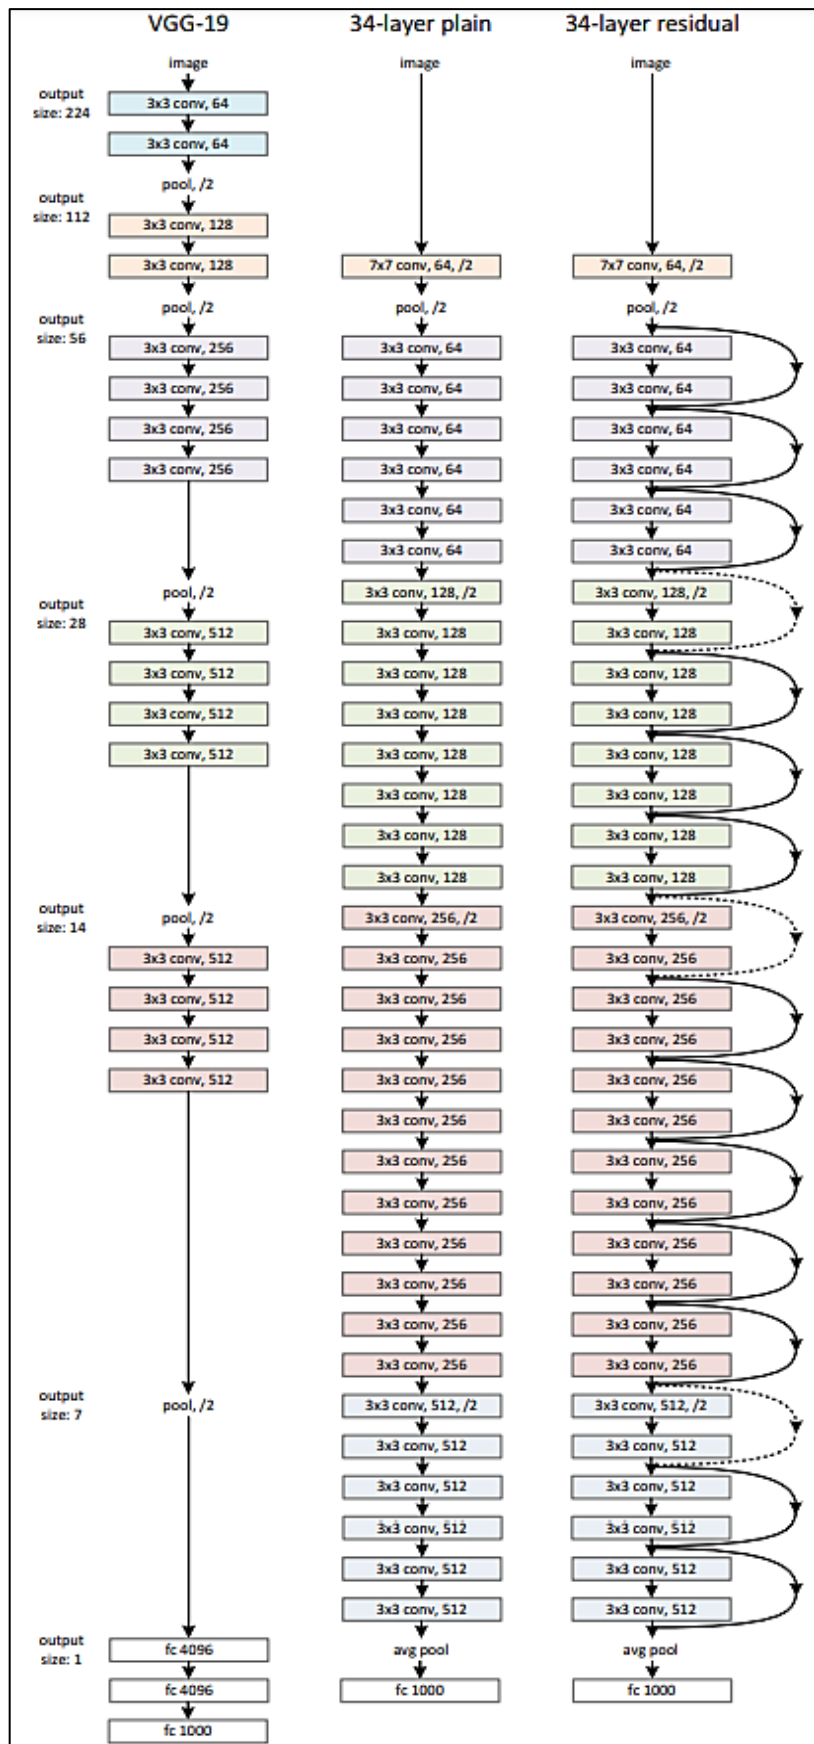 VGG-19
image
output
size: 224
3x3 conv, 64
3x3 conv, 64
pool, /2
output
size: 112
3x3 conv, 128
3x3 conv, 128
pool, /2
output
size: 56
3x3 conv, 256
3x3 conv, 256
3x3 conv, 256
3x3 conv, 256
pool, /2
output
size: 28
3x3 conv, 512
3x3 conv, 512
3x3 conv, 512
3x3 conv, 512
output
size: 14
pool, /2
3x3 conv, 512
3x3 conv, 512
3x3 conv, 512
3x3 conv, 512
output
size: 7
pool, /2
output
size: 1
fc 4096
fc 4096
fc 1000
34-layer plain
image
7x7 conv, 64, /2
pool, /2
3x3 conv, 64
3x3 conv, 64
3x3 conv, 64
3x3 conv, 64
3x3 conv, 64
3x3 conv, 64
3x3 conv, 128, /2
3x3 conv, 128
3x3 conv, 128
3x3 conv, 128
3x3 conv, 128
3x3 conv, 128
3x3 conv, 128
3x3 conv, 128
3x3 conv, 256, /2
3x3 conv, 256
3x3 conv, 256
3x3 conv, 256
3x3 conv, 256
3x3 conv, 256
3x3 conv, 256
3x3 conv, 256
3x3 conv, 256
3x3 conv, 256
3x3 conv, 256
3x3 conv, 256
3x3 conv, 512, /2
3x3 conv, 512
3x3 conv, 512
3x3 conv, 512
3x3 conv, 512
3x3 conv, 512
avg pool
fc 1000
34-layer residual
image
7x7 conv, 64, /2
pool, /2
3x3 conv, 64
3x3 conv, 64
3x3 conv, 64
3x3 conv, 64
3x3 conv, 64
3x3 conv, 64
3x3 conv, 128, /2
3x3 conv, 128
3x3 conv, 128
3x3 conv, 128
3x3 conv, 128
3x3 conv, 128
3x3 conv, 128
3x3 conv, 128
3x3 conv, 256, /2
3x3 conv, 256
3x3 conv, 256
3x3 conv, 256
3x3 conv, 256
3x3 conv, 256
3x3 conv, 256
3x3 conv, 256
3x3 conv, 256
3x3 conv, 256
3x3 conv, 256
3x3 conv, 256
3x3 conv, 512, /2
3x3 conv, 512
3x3 conv, 512
3x3 conv, 512
3x3 conv, 512
3x3 conv, 512
avg pool
fc 1000